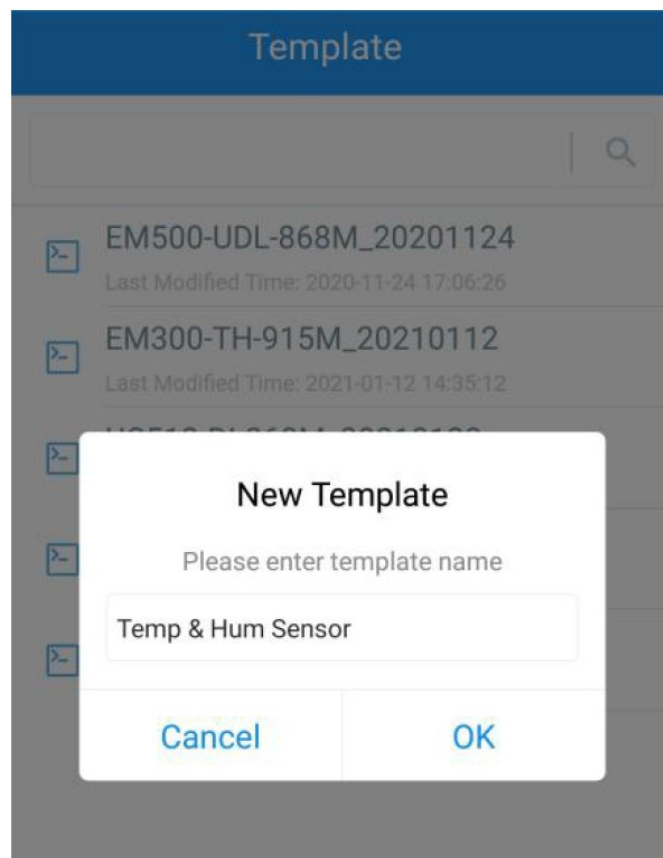 Template
EM500-UDL-868M_20201124
Last Modified Time: 2020-11-24 17:06:26
EM300-TH-915M_20210112
Last Modified Time: 2021-01-12 14:35:12
New Template
Please enter template name
Temp & Hum Sensor
Cancel
OK